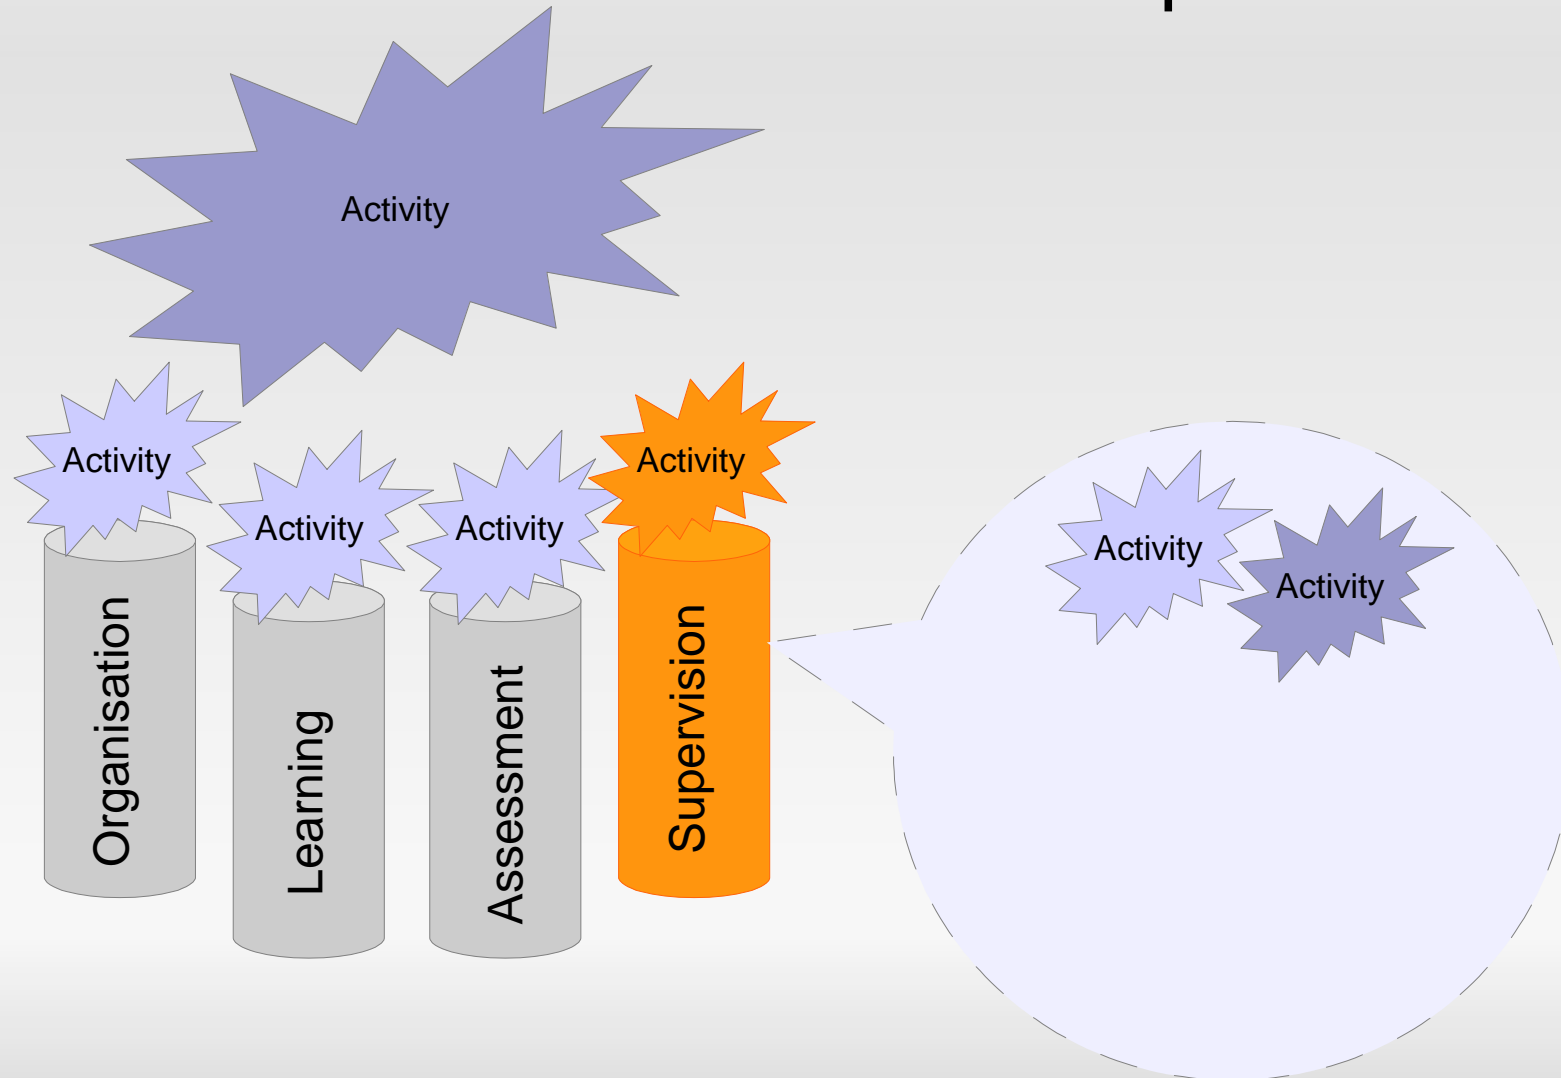 Activity
Activity
Activity
Activity
Activity
Activity
Activity
Organisation
Learning
Assessment
Supervision